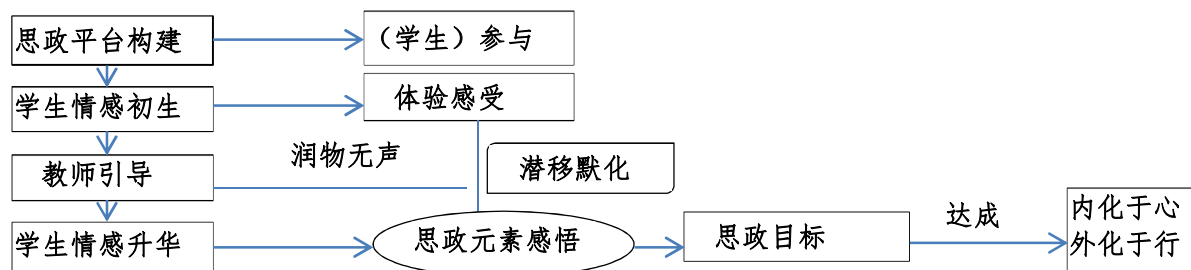 思政平台构建
（学生）参与
学生情感初生
体验感受
润物无声
教师引导
潜移默化
学生情感升华
思政元素感悟
思政目标
达成
内化于心
外化于行